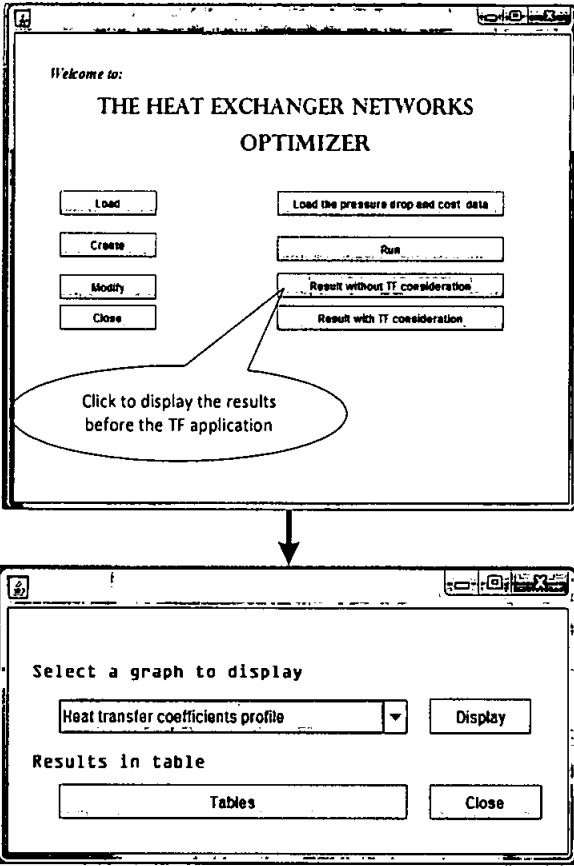 Welcome to:
THE HEAT EXCHANGER NETWORKS
OPTIMIZER
Load
Load the pressure drop and cost data
Create
Run
Modify
Result without TF consideration
Close
Result with TF consideration
Click to display the results
before the TF application
Select a graph to display
Heat transfer coefficients profile
Display
Results in table
Tables
Close